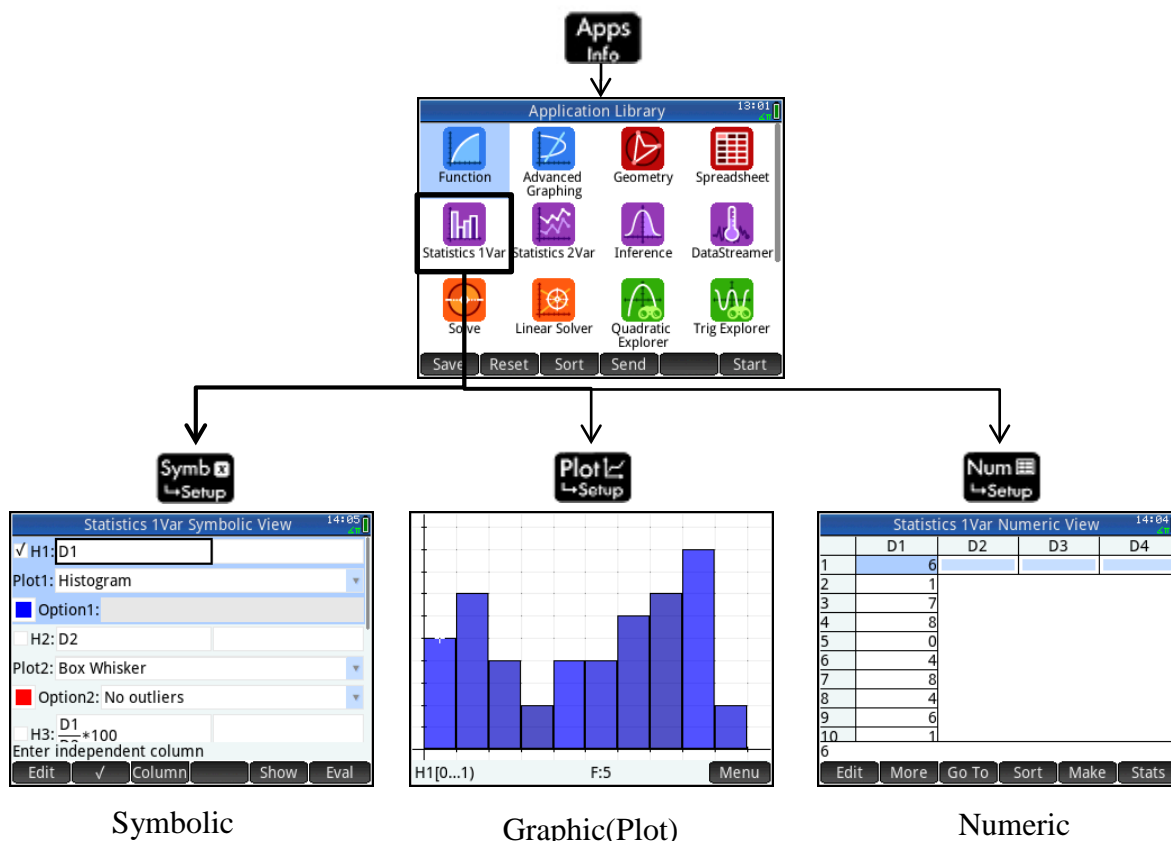 Apps
Info
Application Library 13:01
∡π
Function Advanced Graphing Geometry Spreadsheet
Statistics 1Var Statistics 2Var Inference DataStreamer
Solve Linear Solver Quadratic Explorer Trig Explorer
Save Reset Sort Send Start
Symb
↳Setup
Plot
↳Setup
Num
↳Setup
Statistics 1Var Symbolic View 14:05
∡π
√ H1: D1
Plot1: Histogram
Option1:
H2: D2
Plot2: Box Whisker
Option2: No outliers
H3: D1
*100
Enter independent column
Edit √ Column Show Eval
H1[0...1) F:5 Menu
Statistics 1Var Numeric View 14:04
∡π
D1 D2 D3 D4
1 6
2 1
3 7
4 8
5 0
6 4
7 8
8 4
9 6
10 1
6
Edit More Go To Sort Make Stats
Symbolic
Graphic(Plot)
Numeric